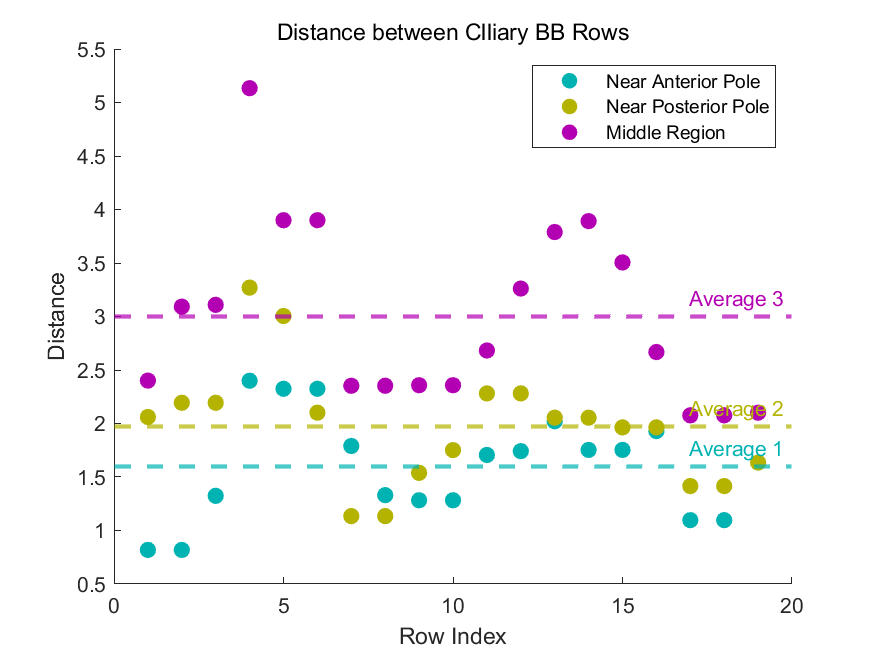 Distance between CIliary BB Rows
5.5
5
4.5
4
3.5
3
2.5
2
1.5
1
0.5
Distance
Near Anterior Pole
Near Posterior Pole
Middle Region
Average 3
Average 2
Average 1
0
5
10
15
20
Row Index